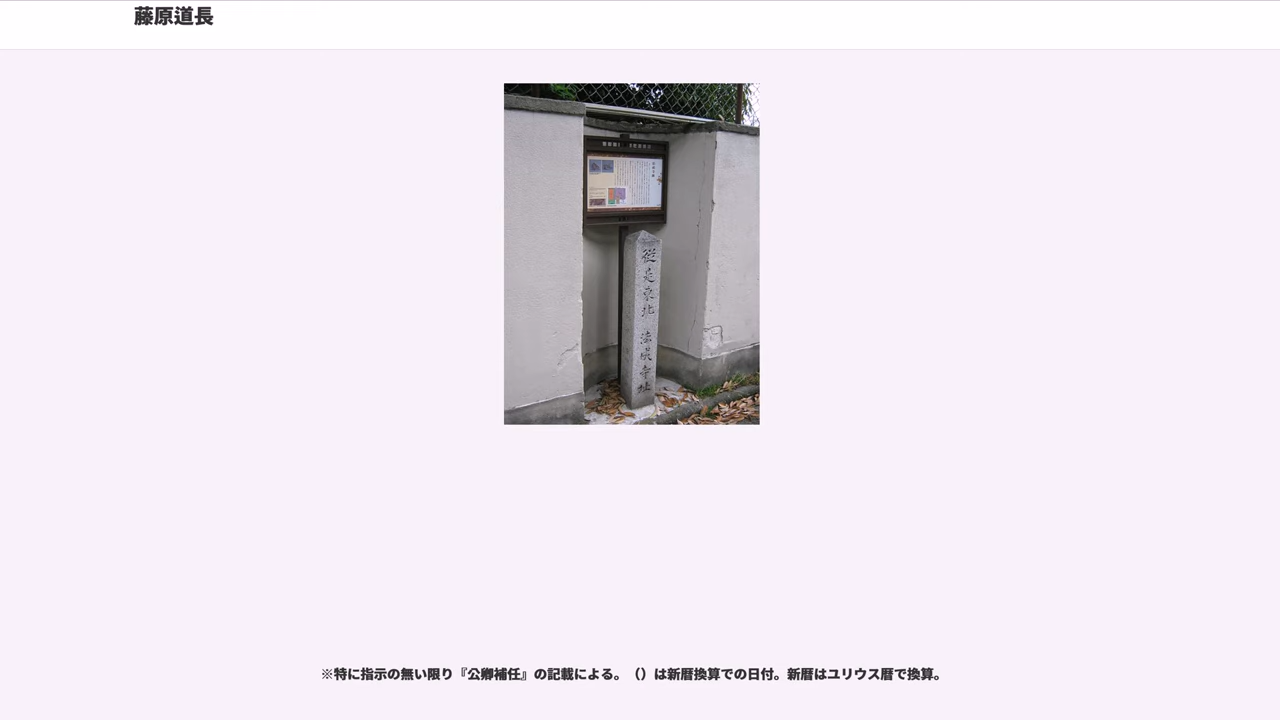 藤原道長
従是東北 法成寺址
※特に指示の無い限り『公卿補任』の記載による。（）は新暦換算での日付。新暦はユリウス暦で換算。